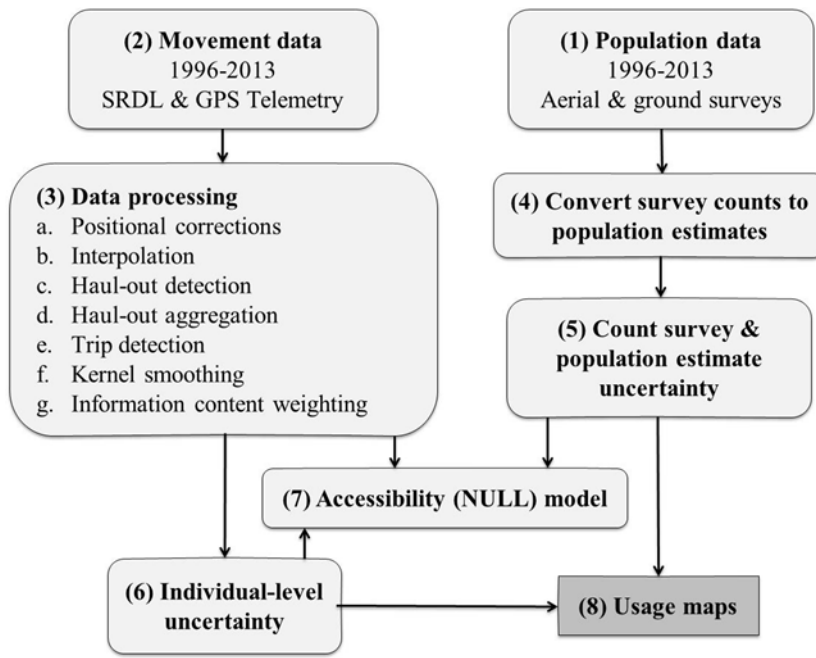 (2) Movement data
1996-2013
SRDL & GPS Telemetry
(1) Population data
1996-2013
Aerial & ground surveys
(3) Data processing
a. Positional corrections
b. Interpolation
c. Haul-out detection
d. Haul-out aggregation
e. Trip detection
f. Kernel smoothing
g. Information content weighting
(4) Convert survey counts to
population estimates
(5) Count survey &
population estimate
uncertainty
(7) Accessibility (NULL) model
(6) Individual-level
uncertainty
(8) Usage maps